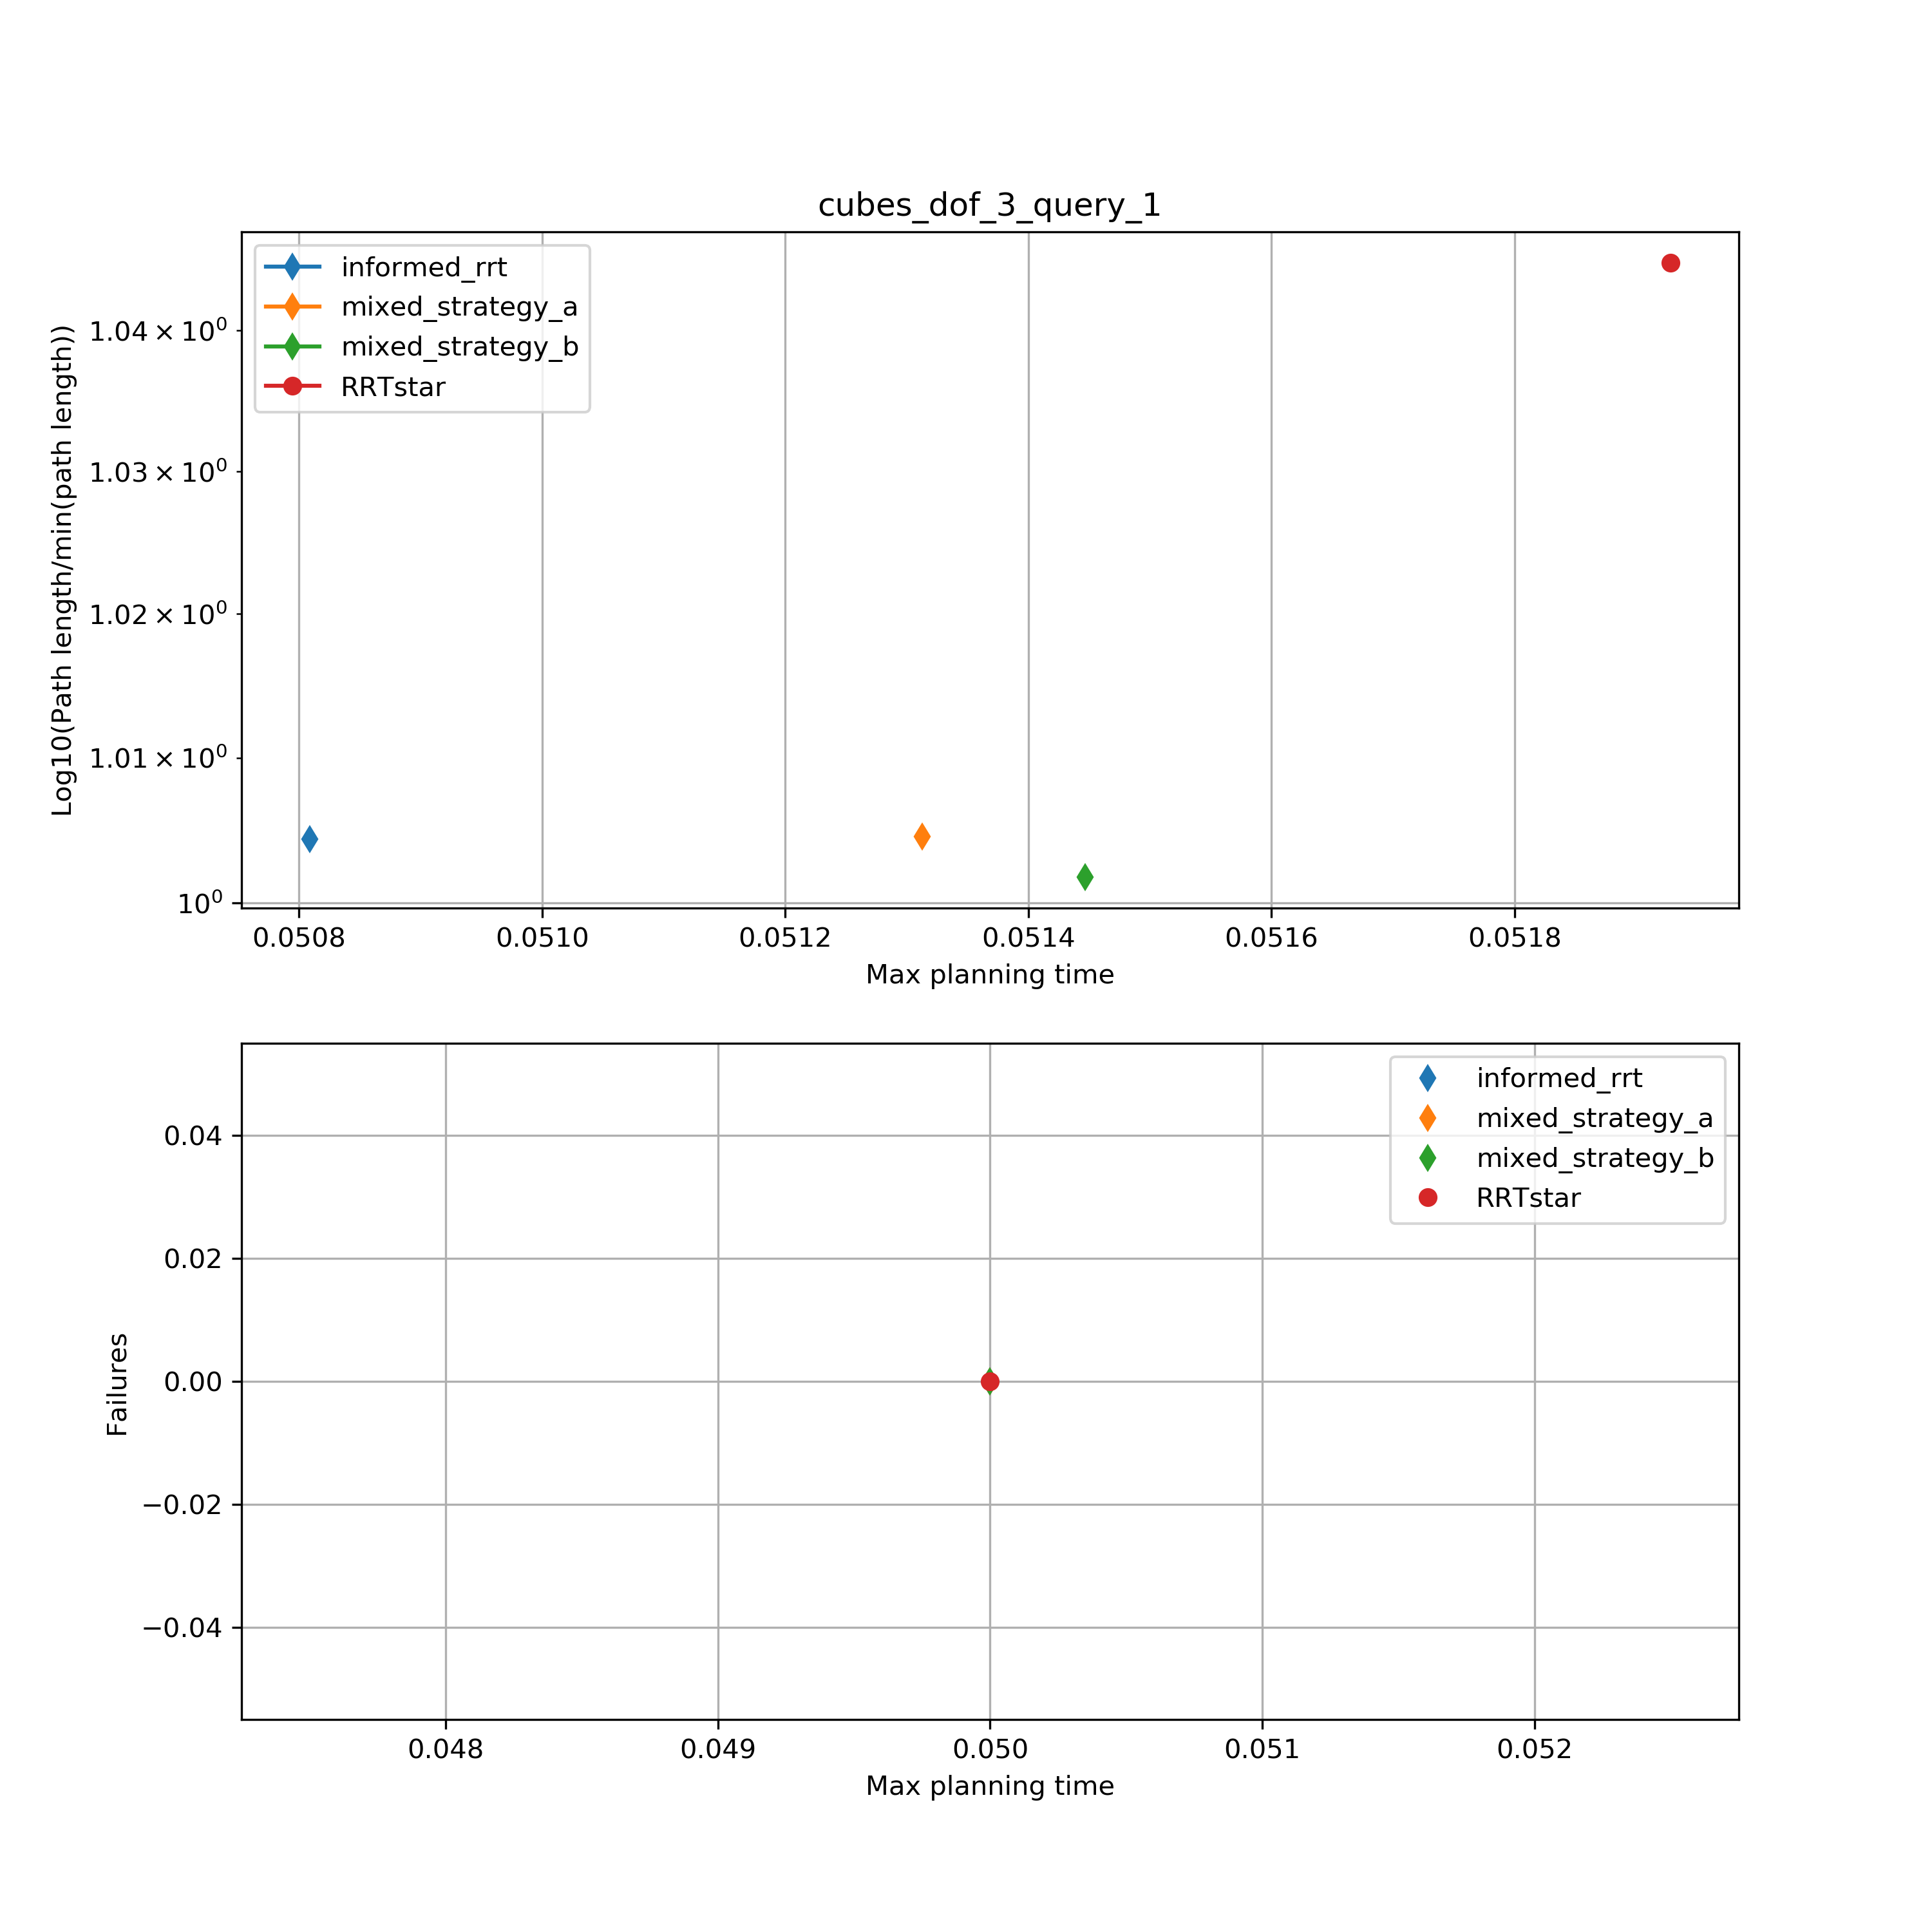 cubes_dof_3_query_1
informed_rrt
mixed_strategy_a
mixed_strategy_b
RRTstar
1.04 × 10⁰
1.03 × 10⁰
1.02 × 10⁰
1.01 × 10⁰
10⁰
Log10(Path length/min(path length))
0.0508 0.0510 0.0512 0.0514 0.0516 0.0518
Max planning time
informed_rrt
mixed_strategy_a
mixed_strategy_b
RRTstar
0.04
0.02
0.00
−0.02
−0.04
Failures
0.048 0.049 0.050 0.051 0.052
Max planning time